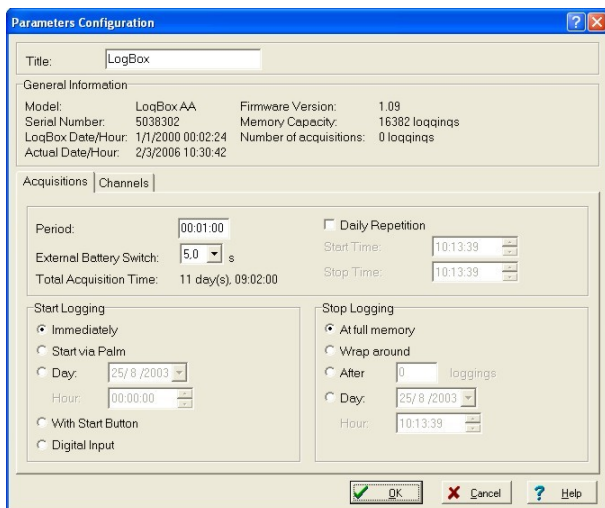 Parameters Configuration
Title: LogBox
General Information
Model: LogBox AA Firmware Version: 1.09
Serial Number: 5038302 Memory Capacity: 16382 loggings
LogBox Date/Hour: 1/1/2000 00:02:24 Number of acquisitions: 0 loggings
Actual Date/Hour: 2/3/2006 10:30:42
Acquisitions Channels
Period: 00:01:00 Daily Repetition
External Battery Switch: 5,0 s Start Time: 10:13:39
Total Acquisition Time: 11 day(s), 09:02:00 Stop Time: 10:13:39
Start Logging
Immediately
Start via Palm
Day: 25/ 8 /2003
Hour: 00:00:00
With Start Button
Digital Input
Stop Logging
At full memory
Wrap around
After 0 loggings
Day: 25/ 8 /2003
Hour: 10:13:39
OK Cancel ? Help